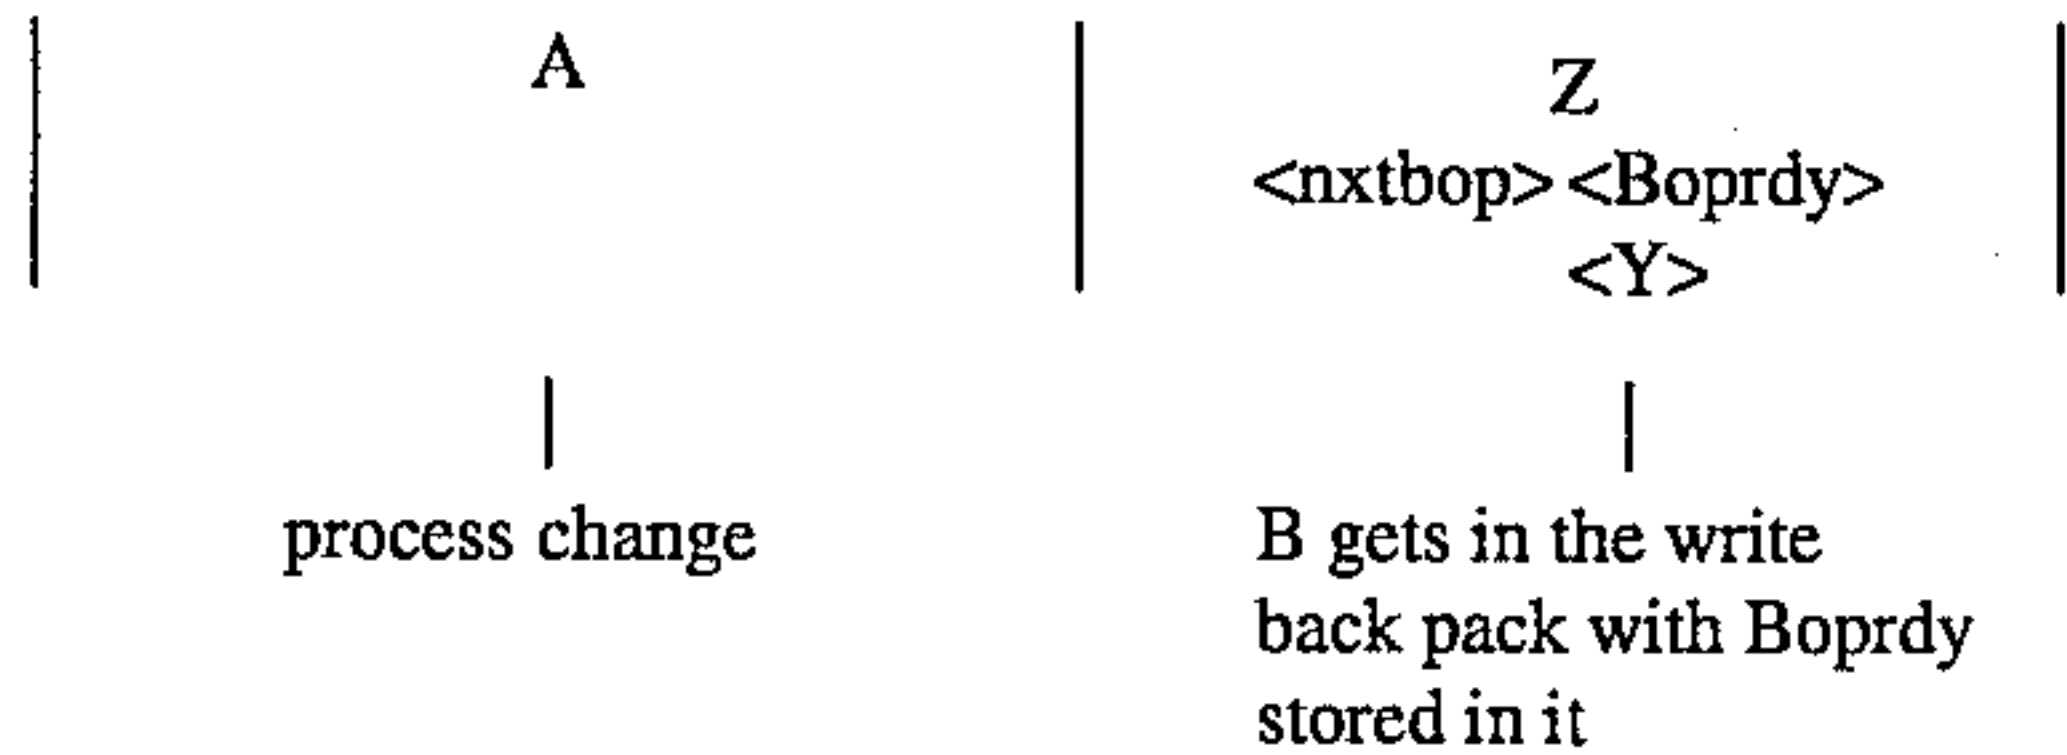 A
Z
<nxtbop> <Boprdy>
<Y>
process change
B gets in the write
back pack with Boprdy
stored in it